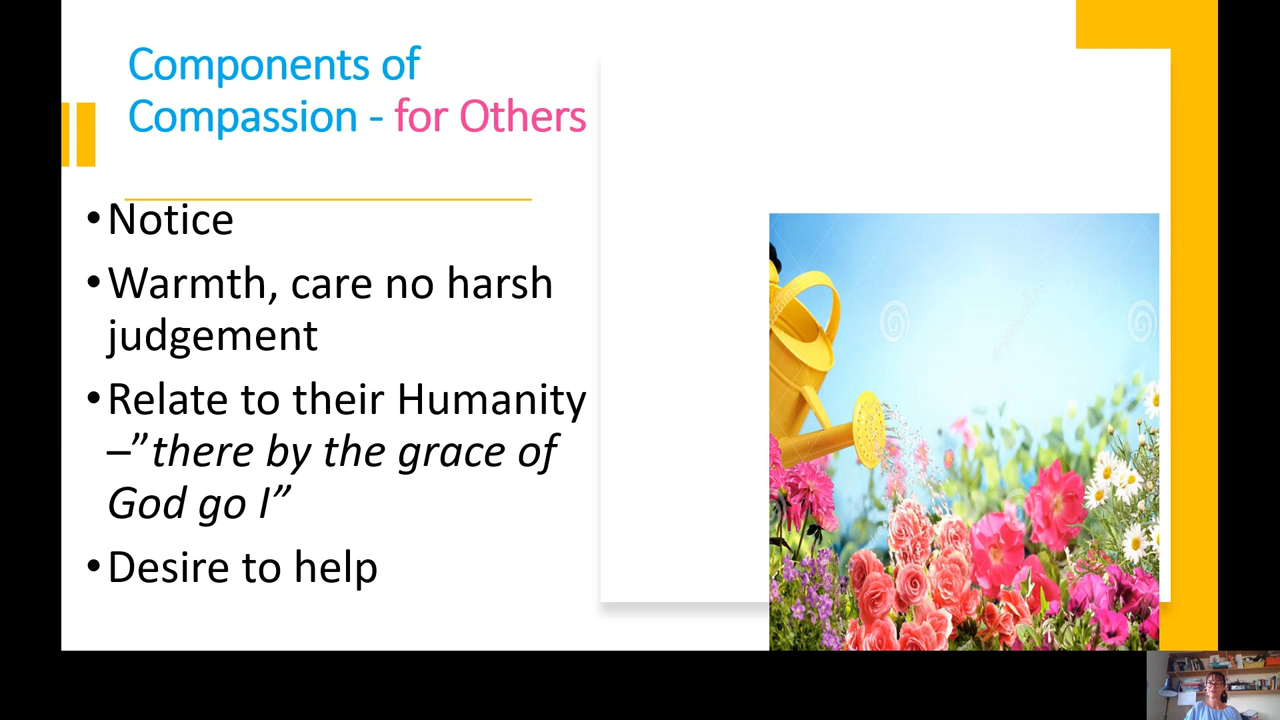 Components of
Compassion - for Others
•Notice
•Warmth, care no harsh
judgement
•Relate to their Humanity
–”there by the grace of
God go I”
•Desire to help